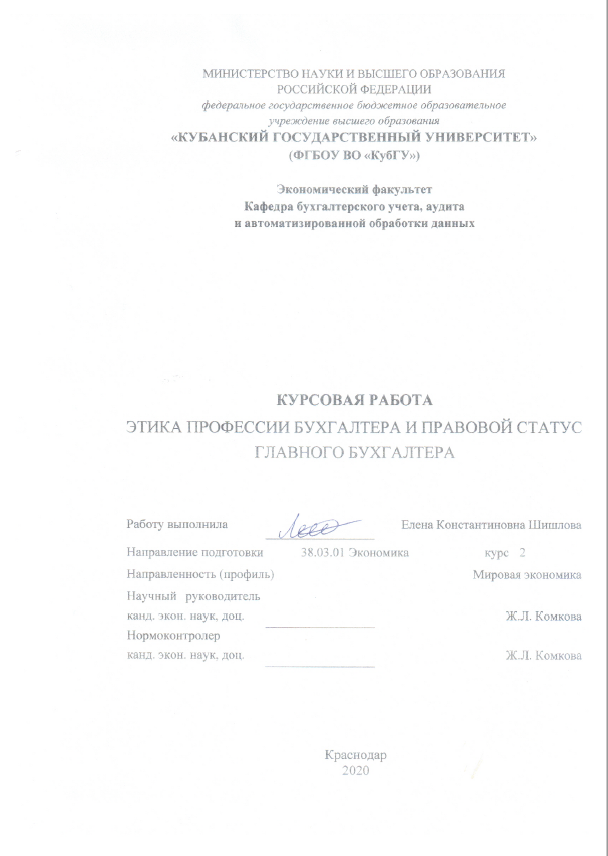 МИНИСТЕРСТВО НАУКИ И ВЫСШЕГО ОБРАЗОВАНИЯ
РОССИЙСКОЙ ФЕДЕРАЦИИ
федеральное государственное бюджетное образовательное
учреждение высшего образования
«КУБАНСКИЙ ГОСУДАРСТВЕННЫЙ УНИВЕРСИТЕТ»
(ФГБОУ ВО «КубГУ»)
Экономический факультет
Кафедра бухгалтерского учета, аудита
и автоматизированной обработки данных
КУРСОВАЯ РАБОТА
ЭТИКА ПРОФЕССИИ БУХГАЛТЕРА И ПРАВОВОЙ СТАТУС
ГЛАВНОГО БУХГАЛТЕРА
Работу выполнила Елена Константиновна Шишлова
Направление подготовки 38.03.01 Экономика курс 2
Направленность (профиль) Мировая экономика
Научный руководитель
канд. экон. наук, доц. Ж.Л. Комкова
Нормоконтролер
канд. экон. наук, доц. Ж.Л. Комкова
Краснодар
2020